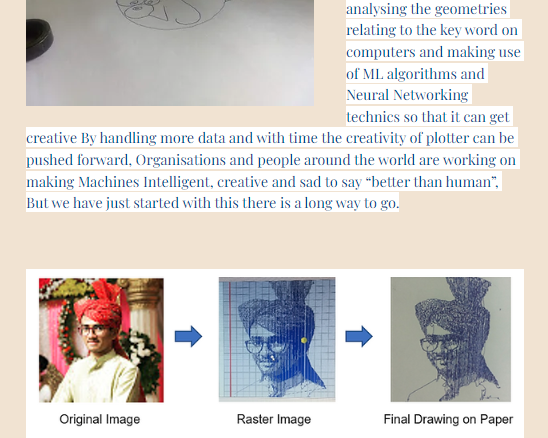 analysing the geometries
relating to the key word on
computers and making use
of ML algorithms and
Neural Networking
technics so that it can get
creative By handling more data and with time the creativity of plotter can be
pushed forward, Organisations and people around the world are working on
making Machines Intelligent, creative and sad to say “better than human”,
But we have just started with this there is a long way to go.
Original Image
Raster Image
Final Drawing on Paper